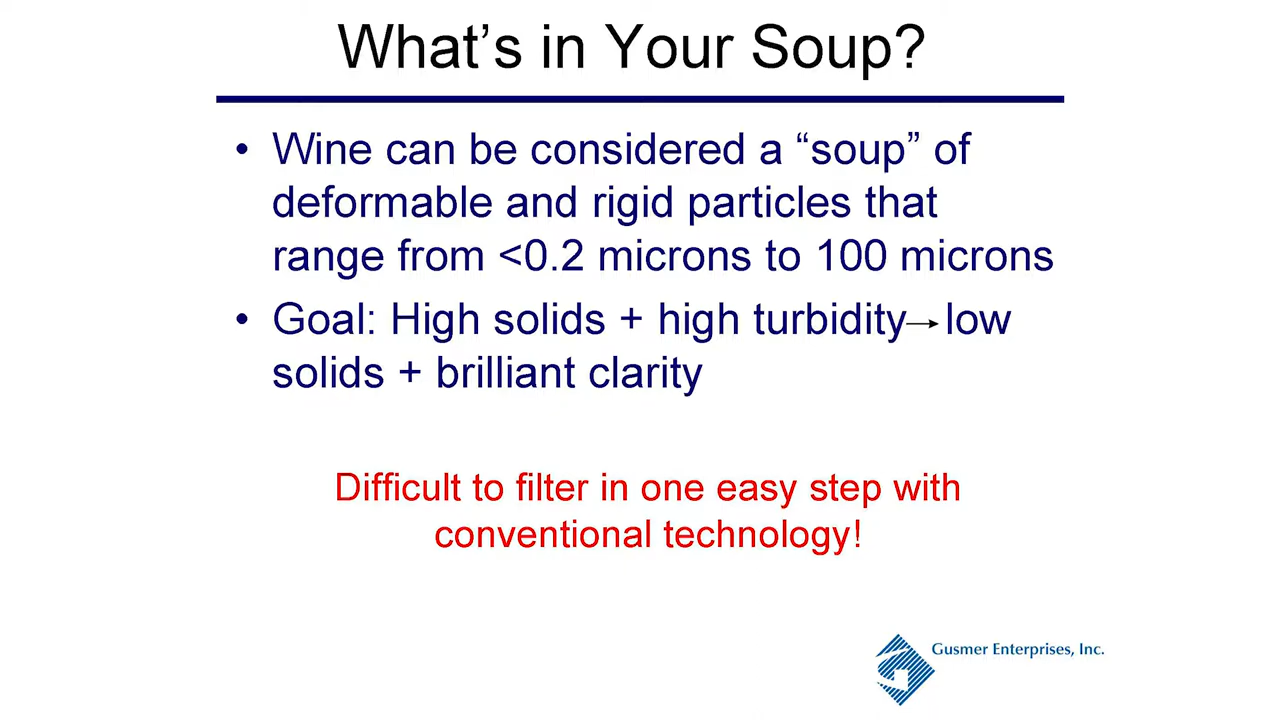 What’s in Your Soup?
• Wine can be considered a “soup” of
deformable and rigid particles that
range from <0.2 microns to 100 microns
• Goal: High solids + high turbidity→low
solids + brilliant clarity
Difficult to filter in one easy step with
conventional technology!
Gusmer Enterprises, Inc.